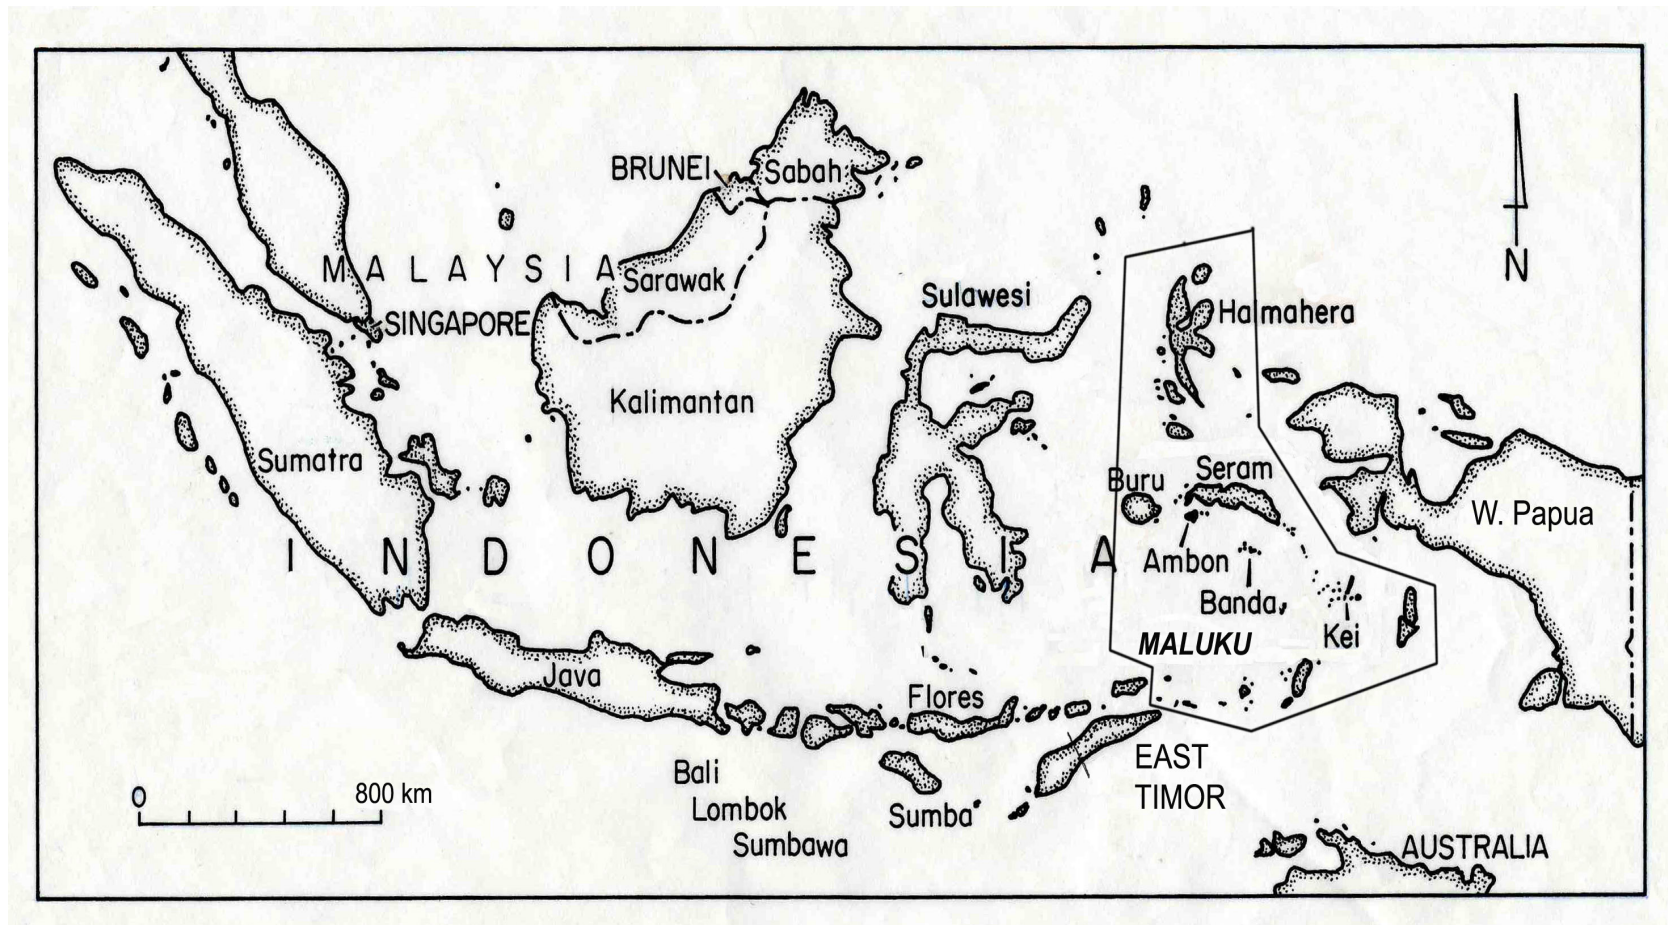 BRUNEI
Sabah
MALAYSIA
Sarawak
SINGAPORE
Sulawesi
Halmahera
N
Kalimantan
Sumatra
Buru
Seram
W. Papua
INDONESIA
Ambon
Banda
Kei
MALUKU
Java
Flores
EAST
TIMOR
Bali
Lombok
Sumbawa
Sumba
0
800 km
AUSTRALIA